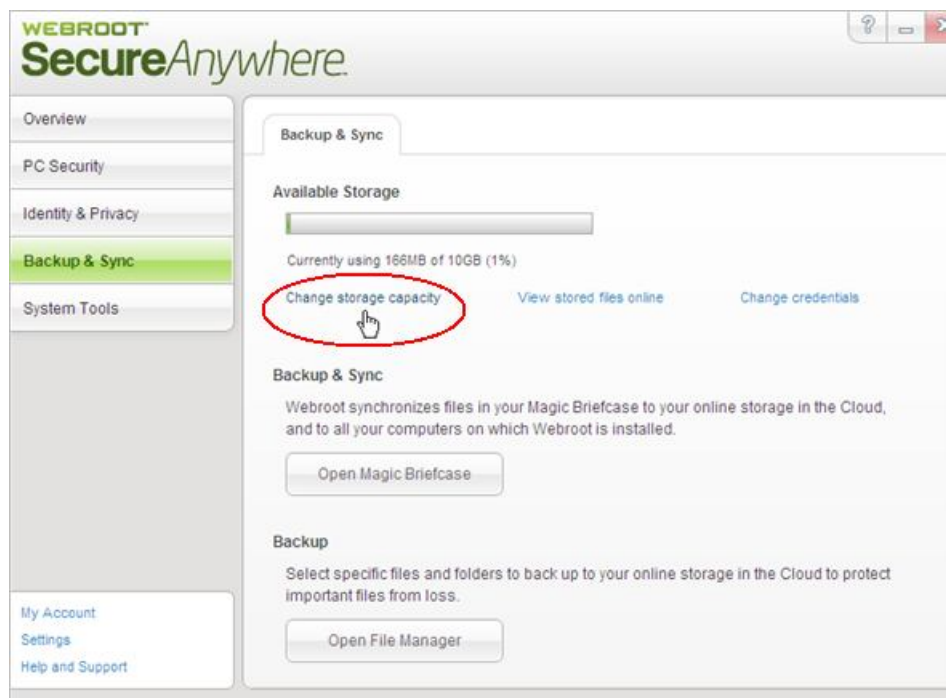 WEBROOT
SecureAnywhere.
?
Overview
PC Security
Identity & Privacy
Backup & Sync
System Tools
My Account
Settings
Help and Support
Backup & Sync
Available Storage
Currently using 166MB of 10GB (1%)
Change storage capacity
View stored files online
Change credentials
Backup & Sync
Webroot synchronizes files in your Magic Briefcase to your online storage in the Cloud,
and to all your computers on which Webroot is installed.
Open Magic Briefcase
Backup
Select specific files and folders to back up to your online storage in the Cloud to protect
important files from loss.
Open File Manager